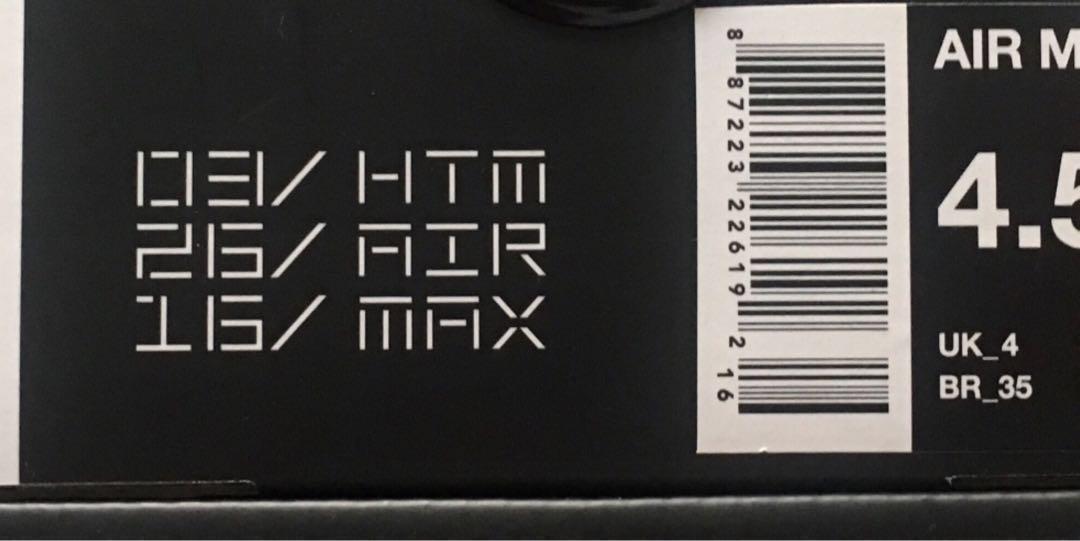 03/ HTM
26/ AIR
16/ MAX
8 87223 22619 2
16
AIR M
4.5
UK_4
BR_35